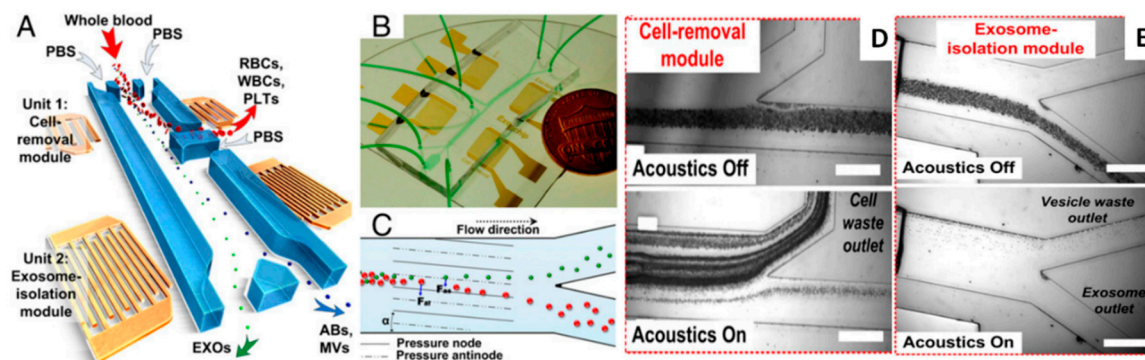 A
Whole blood
PBS
PBS
RBCs,
WBCs,
PLTs
Unit 1:
Cell-
removal
module
PBS
Unit 2:
Exosome-
isolation
module
EXOs
ABs,
MVs
B
C
Flow direction
α
Pressure node
Pressure antinode
Cell-removal
module
D
Acoustics Off
Cell
waste
outlet
Acoustics On
Exosome-
isolation module
E
Acoustics Off
Vesicle waste
outlet
Exosome
outlet
Acoustics On